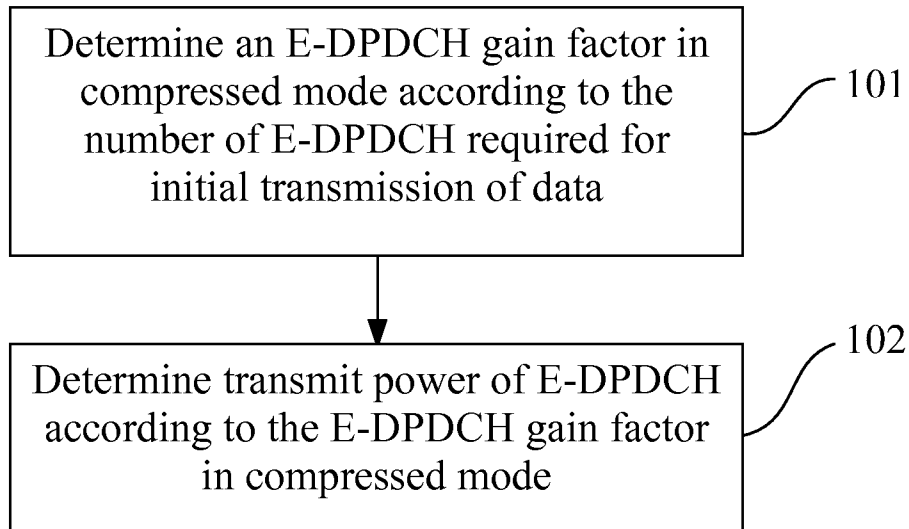 Determine an E-DPDCH gain factor in
compressed mode according to the
number of E-DPDCH required for
initial transmission of data
101
Determine transmit power of E-DPDCH
according to the E-DPDCH gain factor
in compressed mode
102